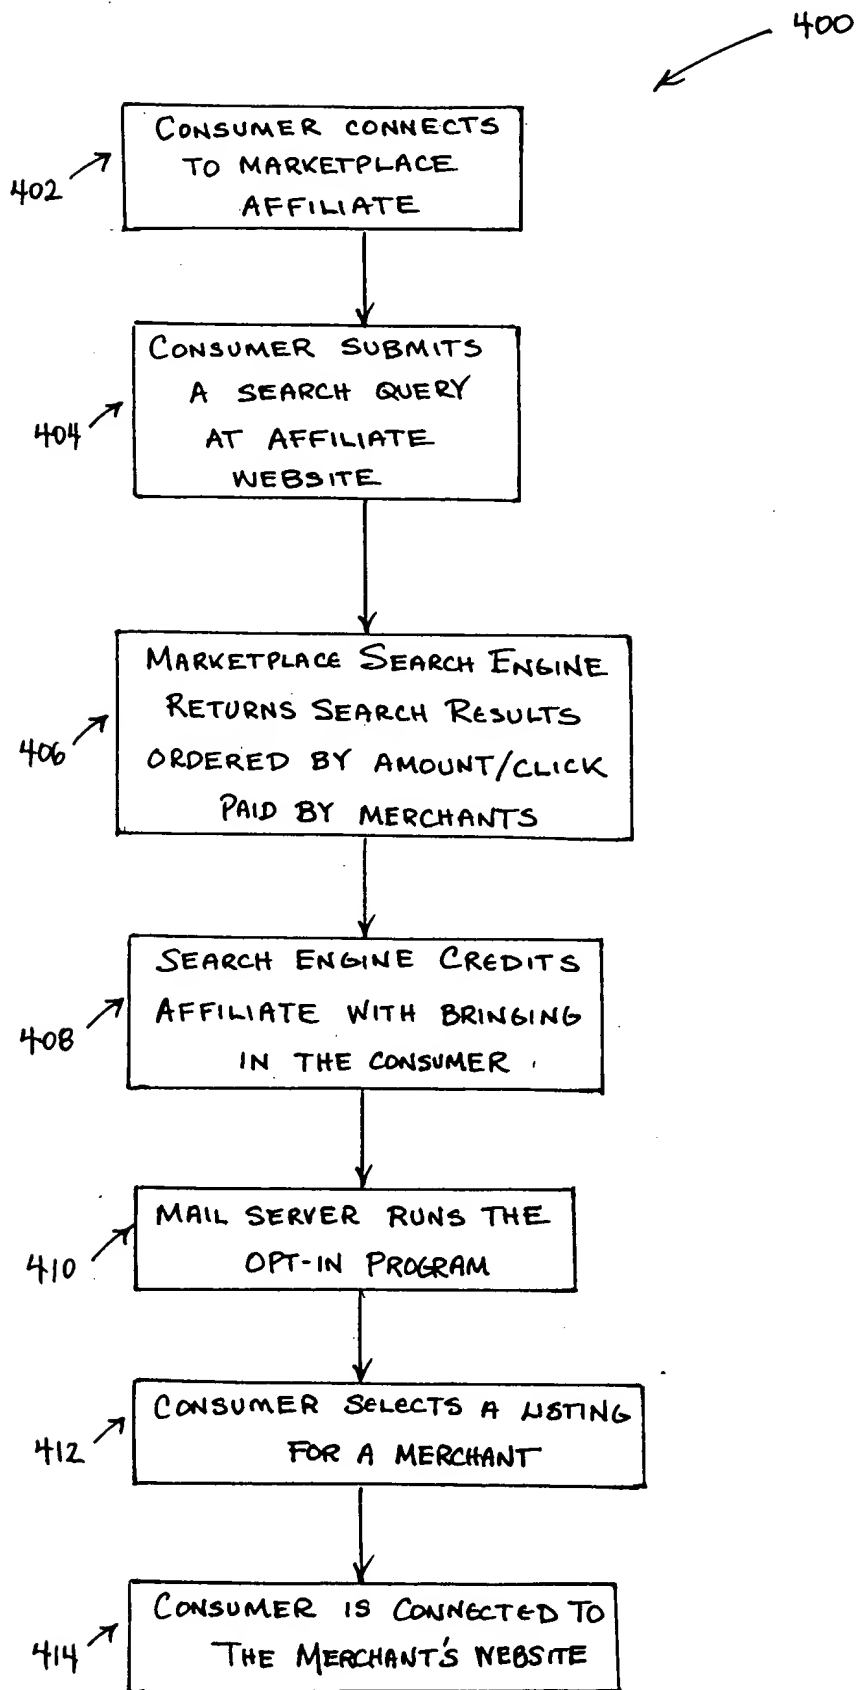 400
CONSUMER CONNECTS
TO MARKETPLACE
AFFILIATE
402
CONSUMER SUBMITS
A SEARCH QUERY
AT AFFILIATE
WEBSITE
404
MARKETPLACE SEARCH ENGINE
RETURNS SEARCH RESULTS
ORDERED BY AMOUNT/CLICK
PAID BY MERCHANTS
406
SEARCH ENGINE CREDITS
AFFILIATE WITH BRINGING
IN THE CONSUMER
408
MAIL SERVER RUNS THE
OPT-IN PROGRAM
410
CONSUMER SELECTS A LISTING
FOR A MERCHANT
412
CONSUMER IS CONNECTED TO
THE MERCHANT'S WEBSITE
414